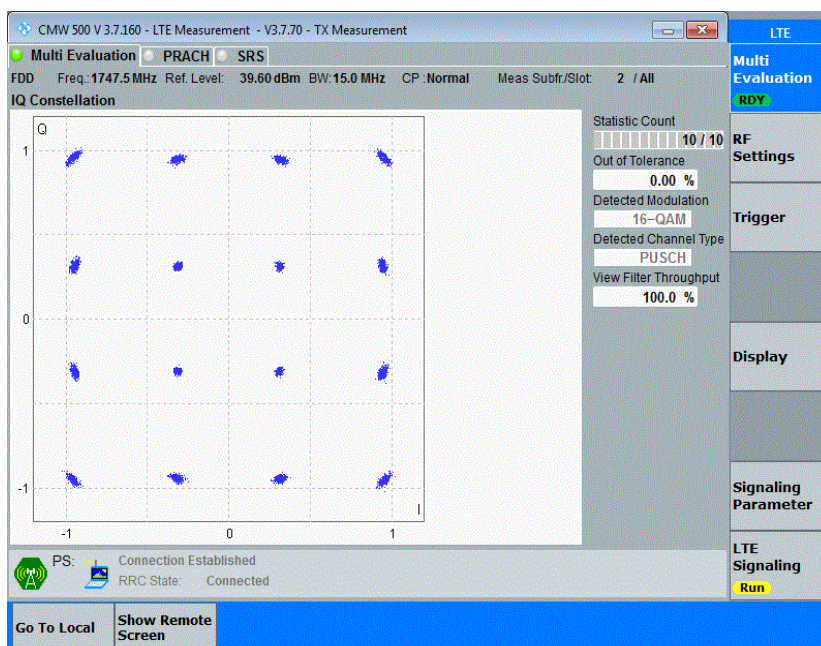 CMW 500 V 3.7.160 - LTE Measurement - V3.7.70 - TX Measurement
Multi Evaluation PRACH SRS
FDD Freq.:1747.5 MHz Ref. Level: 39.60 dBm BW:15.0 MHz CP :Normal Meas Subfr./Slot: 2 / All
IQ Constellation
Q
1
0
-1
-1
0
1
I
Statistic Count
10 / 10
Out of Tolerance
0.00 %
Detected Modulation
16-QAM
Detected Channel Type
PUSCH
View Filter Throughput
100.0 %
PS: Connection Established
RRC State: Connected
LTE
Multi
Evaluation
RDY
RF
Settings
Trigger
Display
Signaling
Parameter
LTE
Signaling
Run
Go To Local
Show Remote
Screen